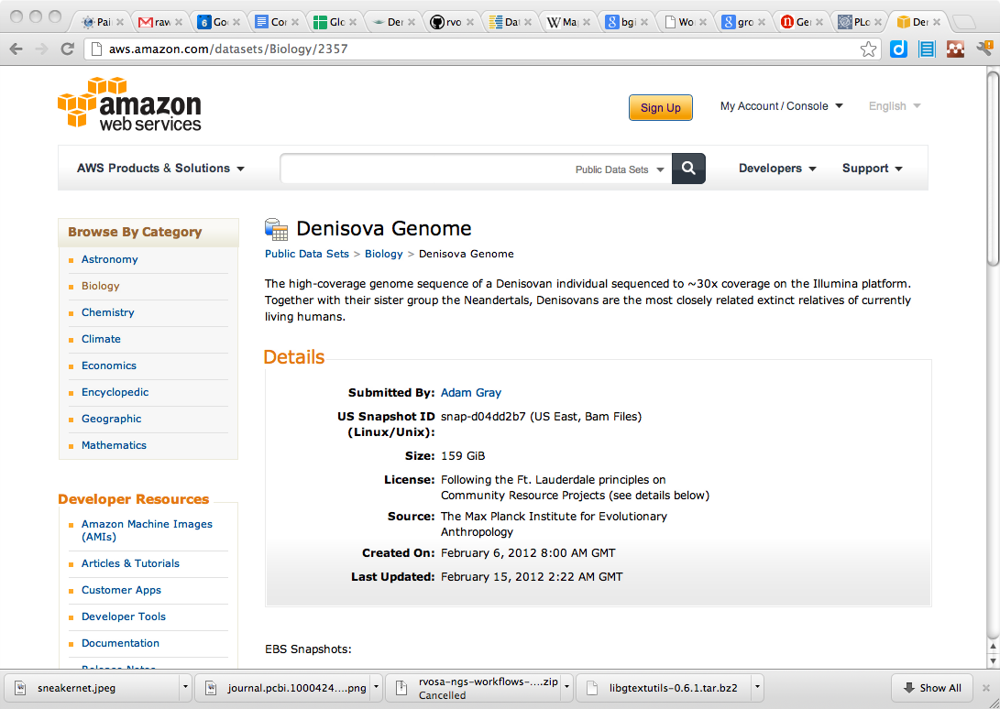 Pai
raw
Go
Cor
Glo
Der
rvo
Dat
Ma
bgi
Wo
gro
Ge
PLo
Der
aws.amazon.com/datasets/Biology/2357
amazon
web services
Sign Up
My Account / Console
English
AWS Products & Solutions
Public Data Sets
Developers
Support
Browse By Category
Astronomy
Biology
Chemistry
Climate
Economics
Encyclopedic
Geographic
Mathematics
Developer Resources
Amazon Machine Images
(AMIs)
Articles & Tutorials
Customer Apps
Developer Tools
Documentation
Release Notes
Denisova Genome
Public Data Sets > Biology > Denisova Genome
The high-coverage genome sequence of a Denisovan individual sequenced to ~30x coverage on the Illumina platform.
Together with their sister group the Neandertals, Denisovans are the most closely related extinct relatives of currently
living humans.
Details
Submitted By: Adam Gray
US Snapshot ID snap-d04dd2b7 (US East, Bam Files)
(Linux/Unix):
Size: 159 GiB
License: Following the Ft. Lauderdale principles on
Community Resource Projects (see details below)
Source: The Max Planck Institute for Evolutionary
Anthropology
Created On: February 6, 2012 8:00 AM GMT
Last Updated: February 15, 2012 2:22 AM GMT
EBS Snapshots:
sneakernet.jpeg
journal.pcbi.1000424....png
rvosa-ngs-workflows-....zip
Cancelled
libgtextutils-0.6.1.tar.bz2
Show All